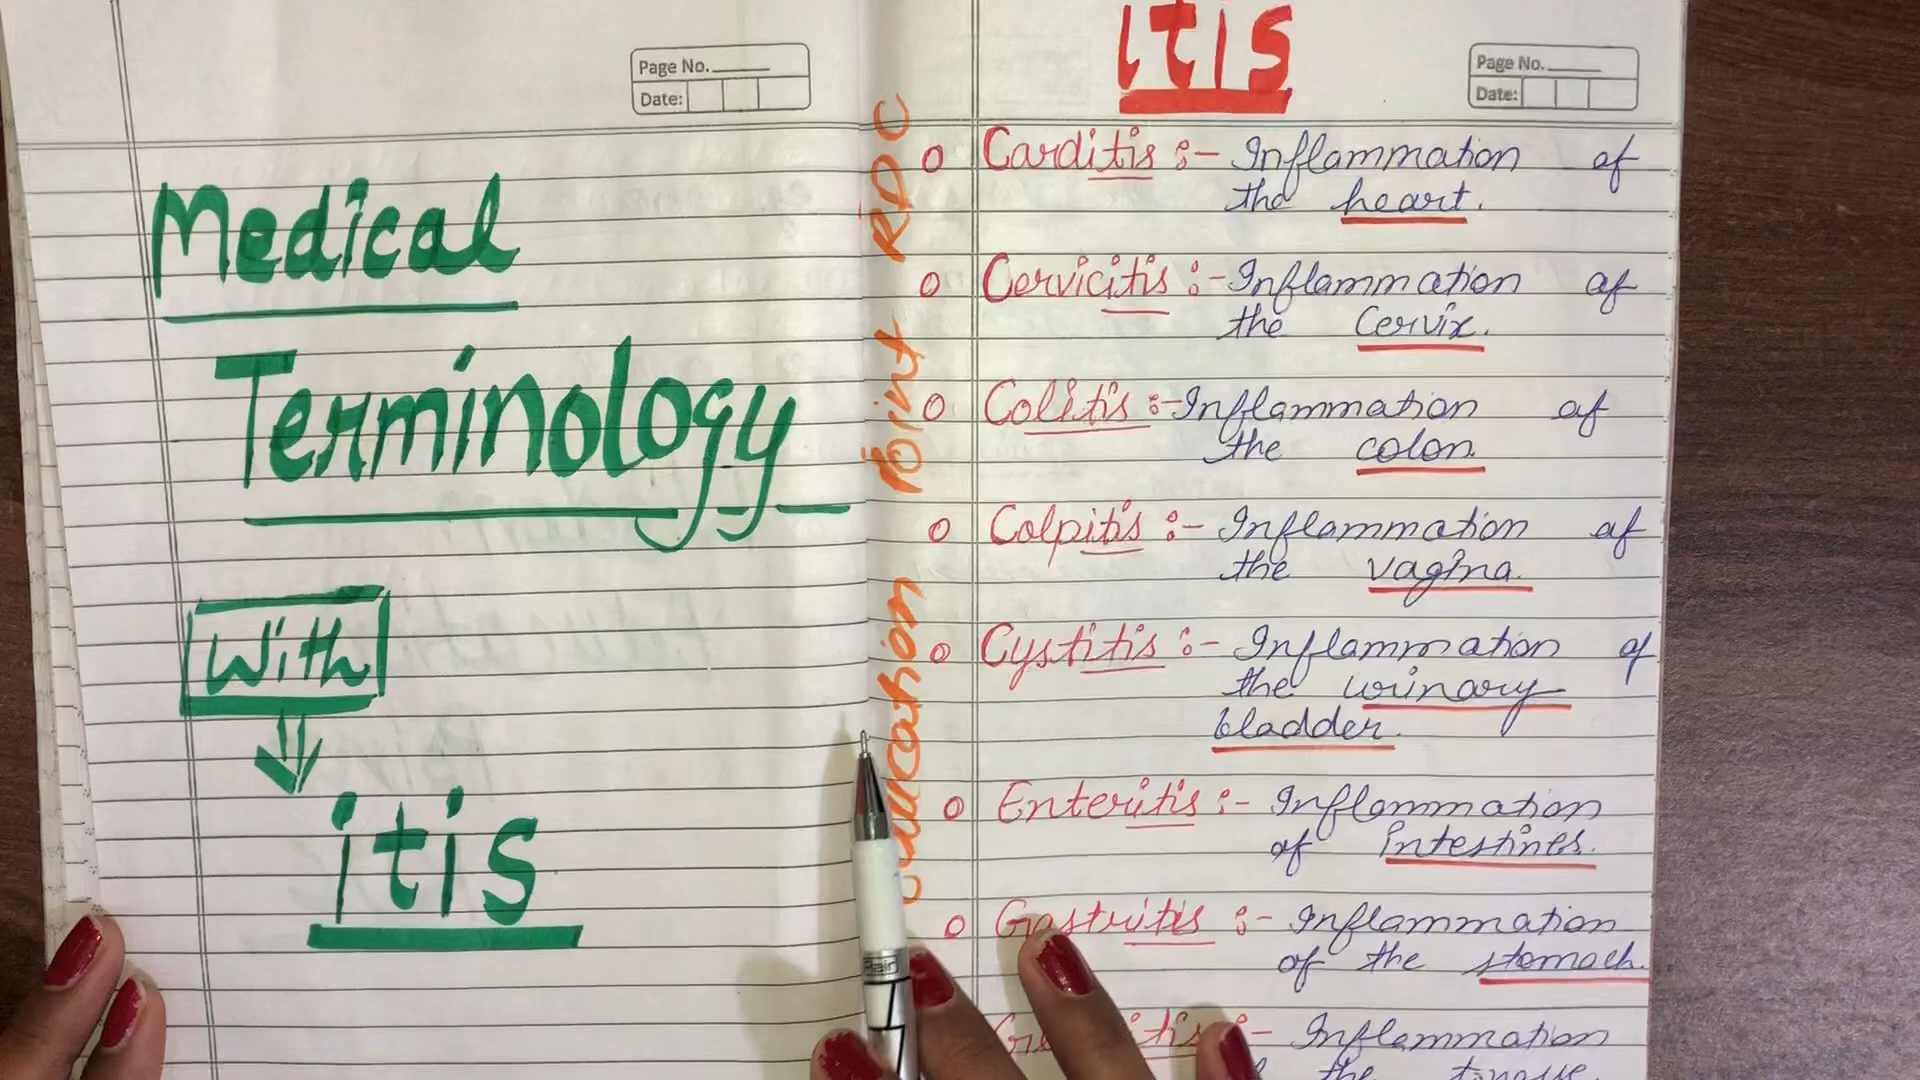 Page No.
Date:
Medical
Terminology
With
itis
RDC
Point
itis
Page No.
Date:
o Carditis :- Inflammation of
the heart.
o Cervicitis :- Inflammation of
the Cervix.
o Colitis :- Inflammation of
the colon.
o Colpitis :- Inflammation of
the vagina.
o Cystitis :- Inflammation of
the urinary
bladder.
o Enteritis :- Inflammation
of intestines.
o Gastritis :- Inflammation
of the stomach.
:- Inflammation
the